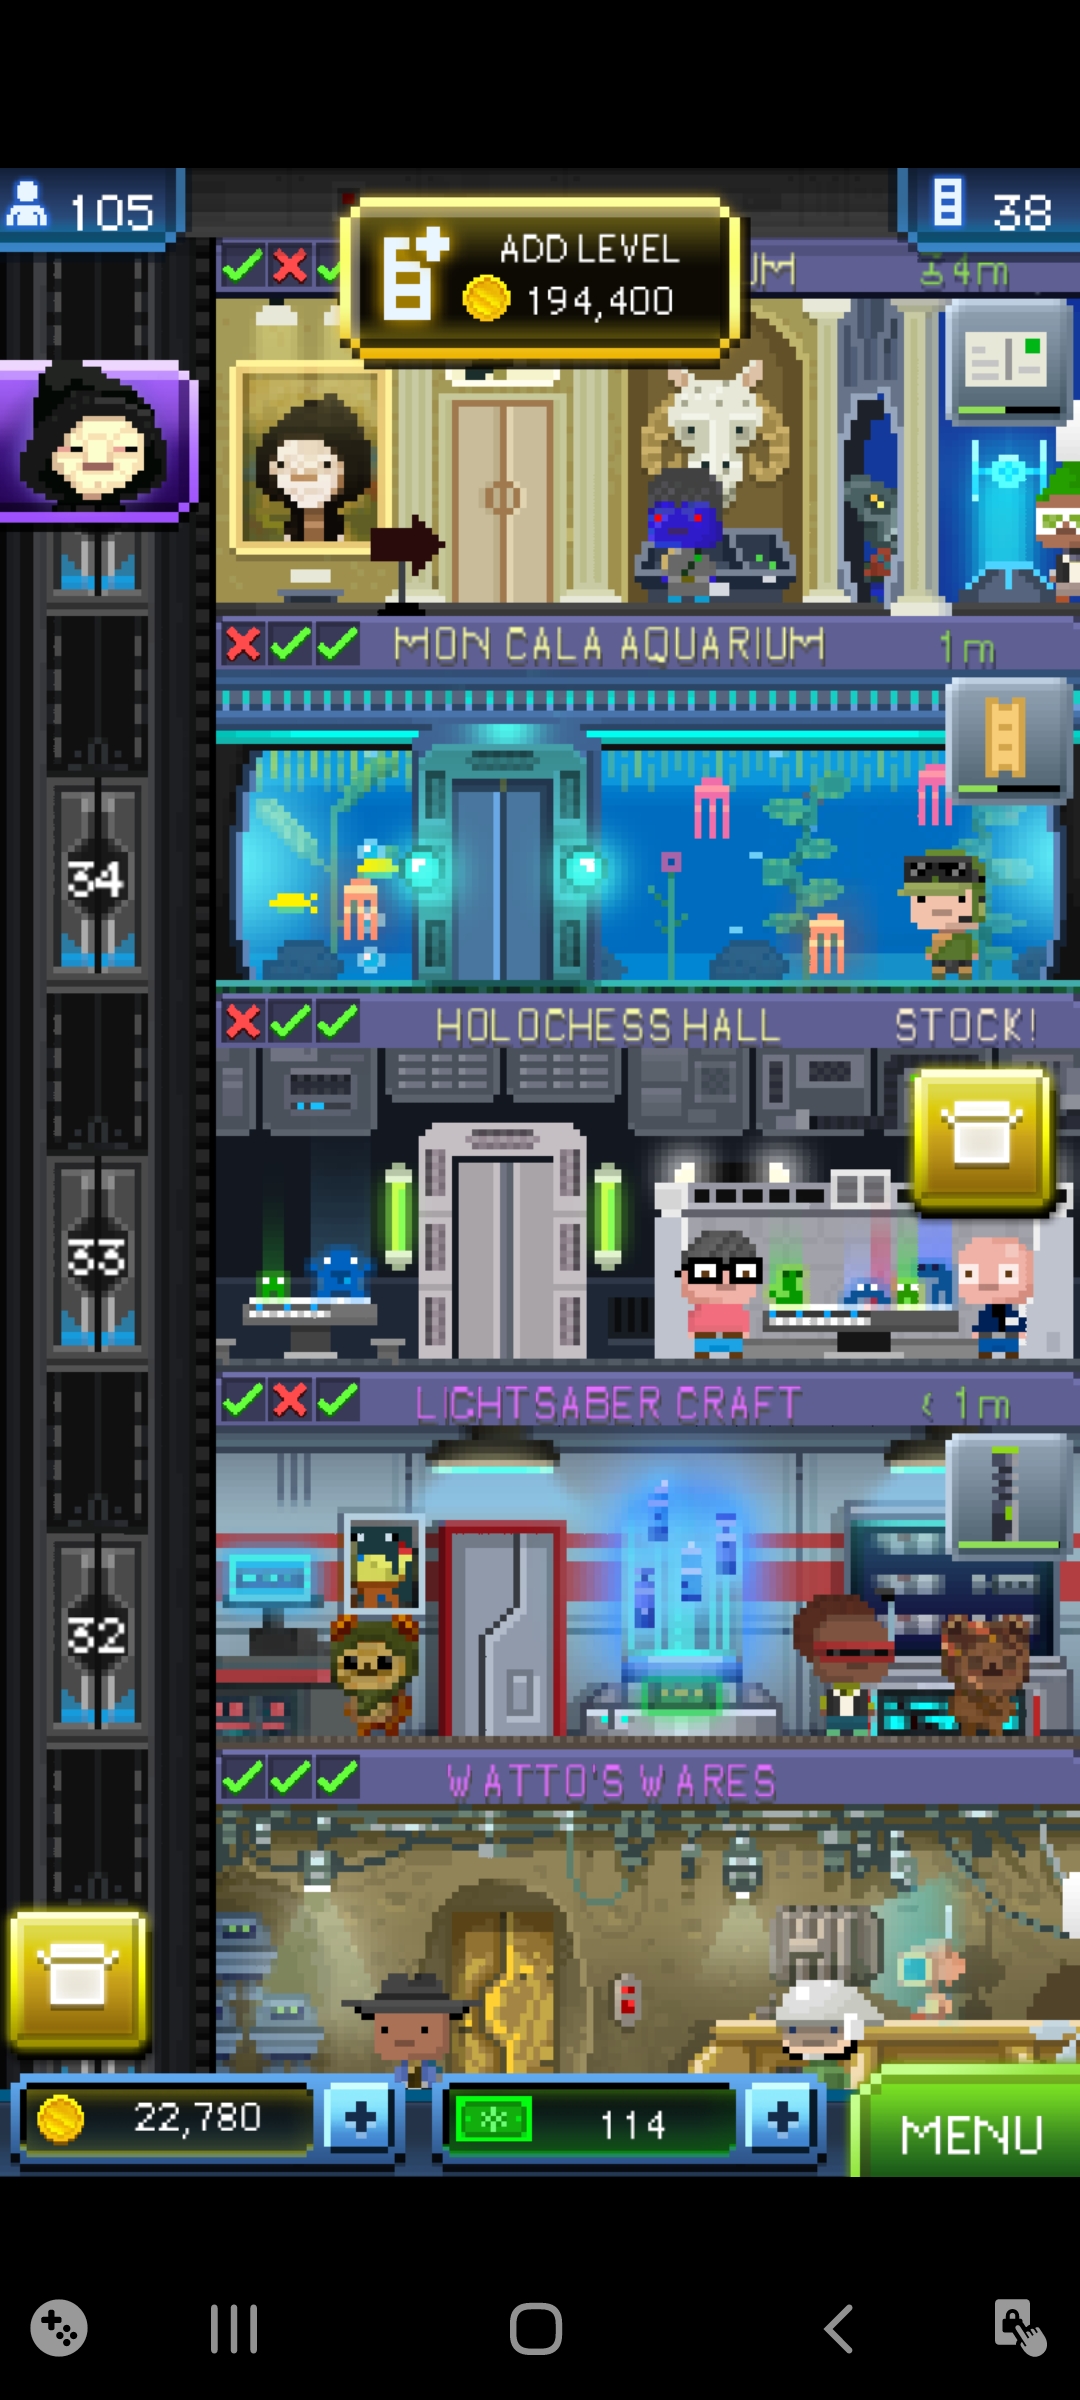 105
38
ADD LEVEL
194,400
UM
34m
MON CALA AQUARIUM
1m
34
HOLOCHESS HALL
STOCK!
33
LIGHTSABER CRAFT
< 1m
32
WATTO'S WARES
22,780
114
MENU